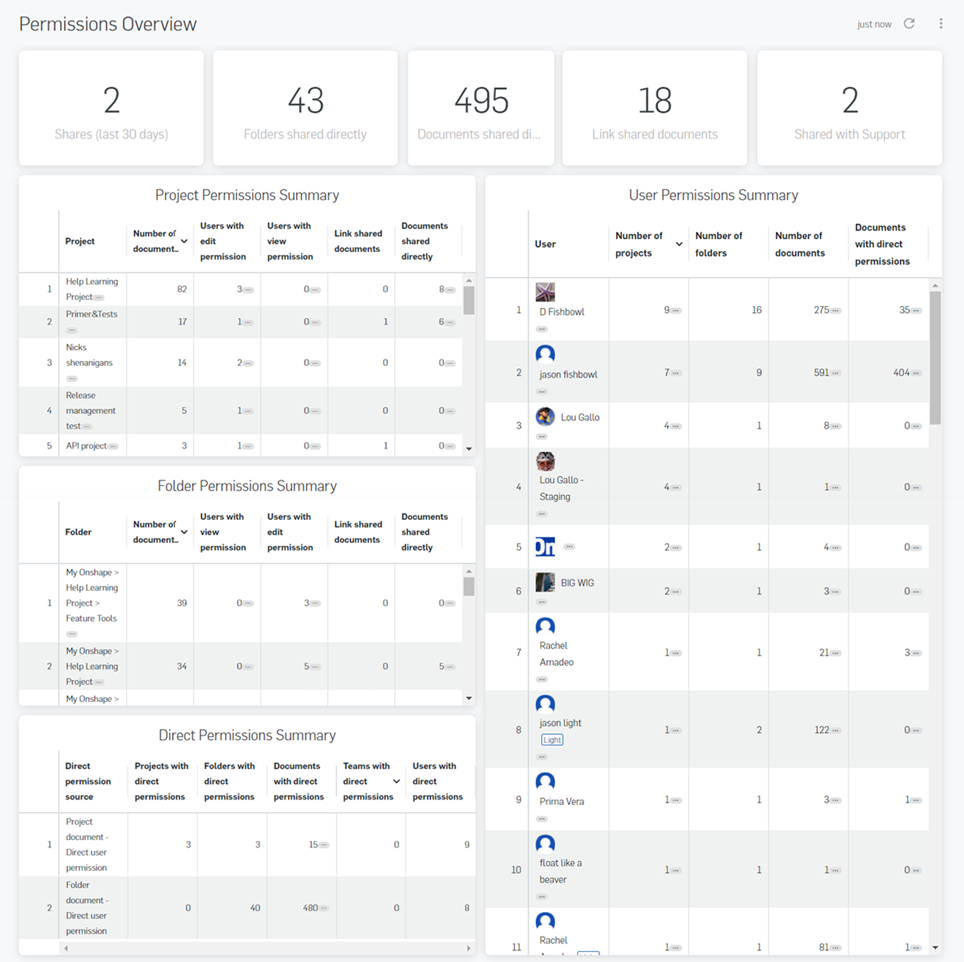 Permissions Overview
just now
2
Shares (last 30 days)
43
Folders shared directly
495
Documents shared di...
18
Link shared documents
2
Shared with Support
Project Permissions Summary
Project
Number of
document..
Users with
edit
permission
Users with
view
permission
Link shared
documents
Documents
shared
directly
1
Help Learning
Project
82
3
0
0
8
2
Primer&Tests
17
1
0
1
6
3
Nicks
shenanigans
14
2
0
0
0
4
Release
management
test
5
1
0
0
0
5
API project
3
1
0
1
0
Folder Permissions Summary
Folder
Number of
document..
Users with
view
permission
Users with
edit
permission
Link shared
documents
Documents
shared
directly
1
My Onshape >
Help Learning
Project >
Feature Tools
39
0
3
0
0
2
My Onshape >
Help Learning
Project
34
0
5
0
5
My Onshape >
Direct Permissions Summary
Direct
permission
source
Projects with
direct
permissions
Folders with
direct
permissions
Documents
with direct
permissions
Teams with
direct
permissions
Users with
direct
permissions
1
Project
document -
Direct user
permission
3
3
15
0
9
2
Folder
document -
Direct user
permission
0
40
480
0
8
User Permissions Summary
User
Number of
projects
Number of
folders
Number of
documents
Documents
with direct
permissions
1
D Fishbowl
9
16
275
35
2
jason fishbowl
7
9
591
404
3
Lou Gallo
4
1
8
0
4
Lou Gallo -
Staging
4
1
1
0
5
On
2
1
4
0
6
BIG WIG
2
1
3
0
7
Rachel
Amadeo
1
1
21
3
8
jason light
Light
1
2
122
0
9
Prima Vera
1
1
3
1
10
float like a
beaver
1
1
1
0
11
Rachel
1
1
81
1